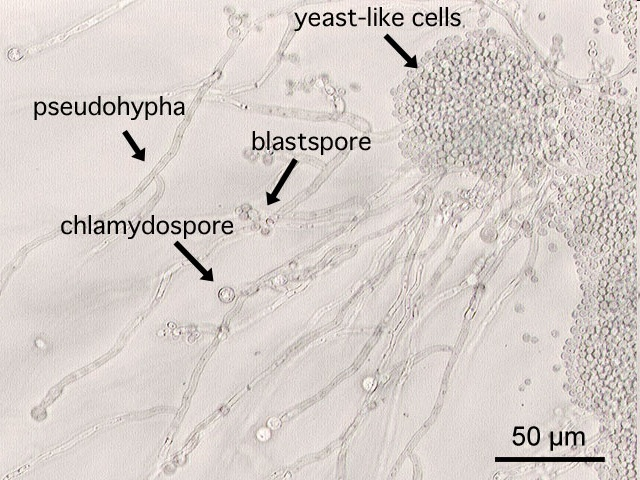 yeast-like cells
pseudohypha
blastspore
chlamydospore
50 µm